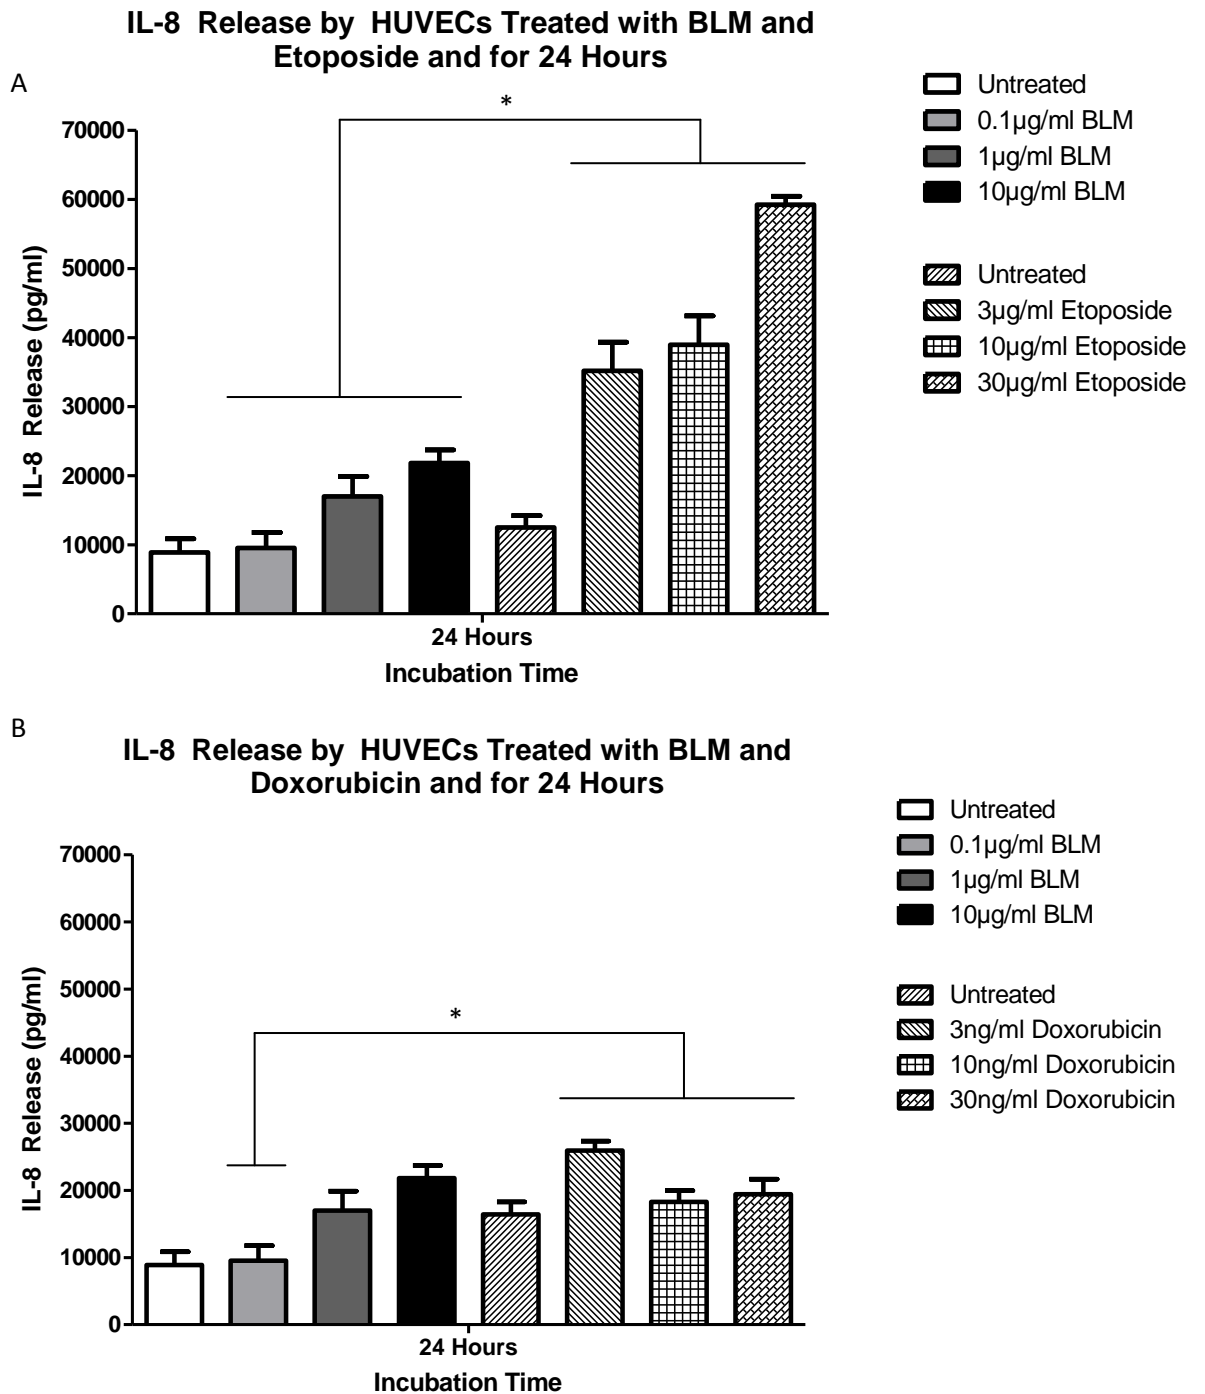 IL-8 Release by HUVECs Treated with BLM and
Etoposide and for 24 Hours
A
*
70000
60000
50000
40000
30000
20000
10000
0
IL-8 Release (pg/ml)
24 Hours
Incubation Time
Untreated
0.1µg/ml BLM
1µg/ml BLM
10µg/ml BLM
Untreated
3µg/ml Etoposide
10µg/ml Etoposide
30µg/ml Etoposide
B
IL-8 Release by HUVECs Treated with BLM and
Doxorubicin and for 24 Hours
70000
60000
50000
40000
30000
20000
10000
0
IL-8 Release (pg/ml)
*
24 Hours
Incubation Time
Untreated
0.1µg/ml BLM
1µg/ml BLM
10µg/ml BLM
Untreated
3ng/ml Doxorubicin
10ng/ml Doxorubicin
30ng/ml Doxorubicin